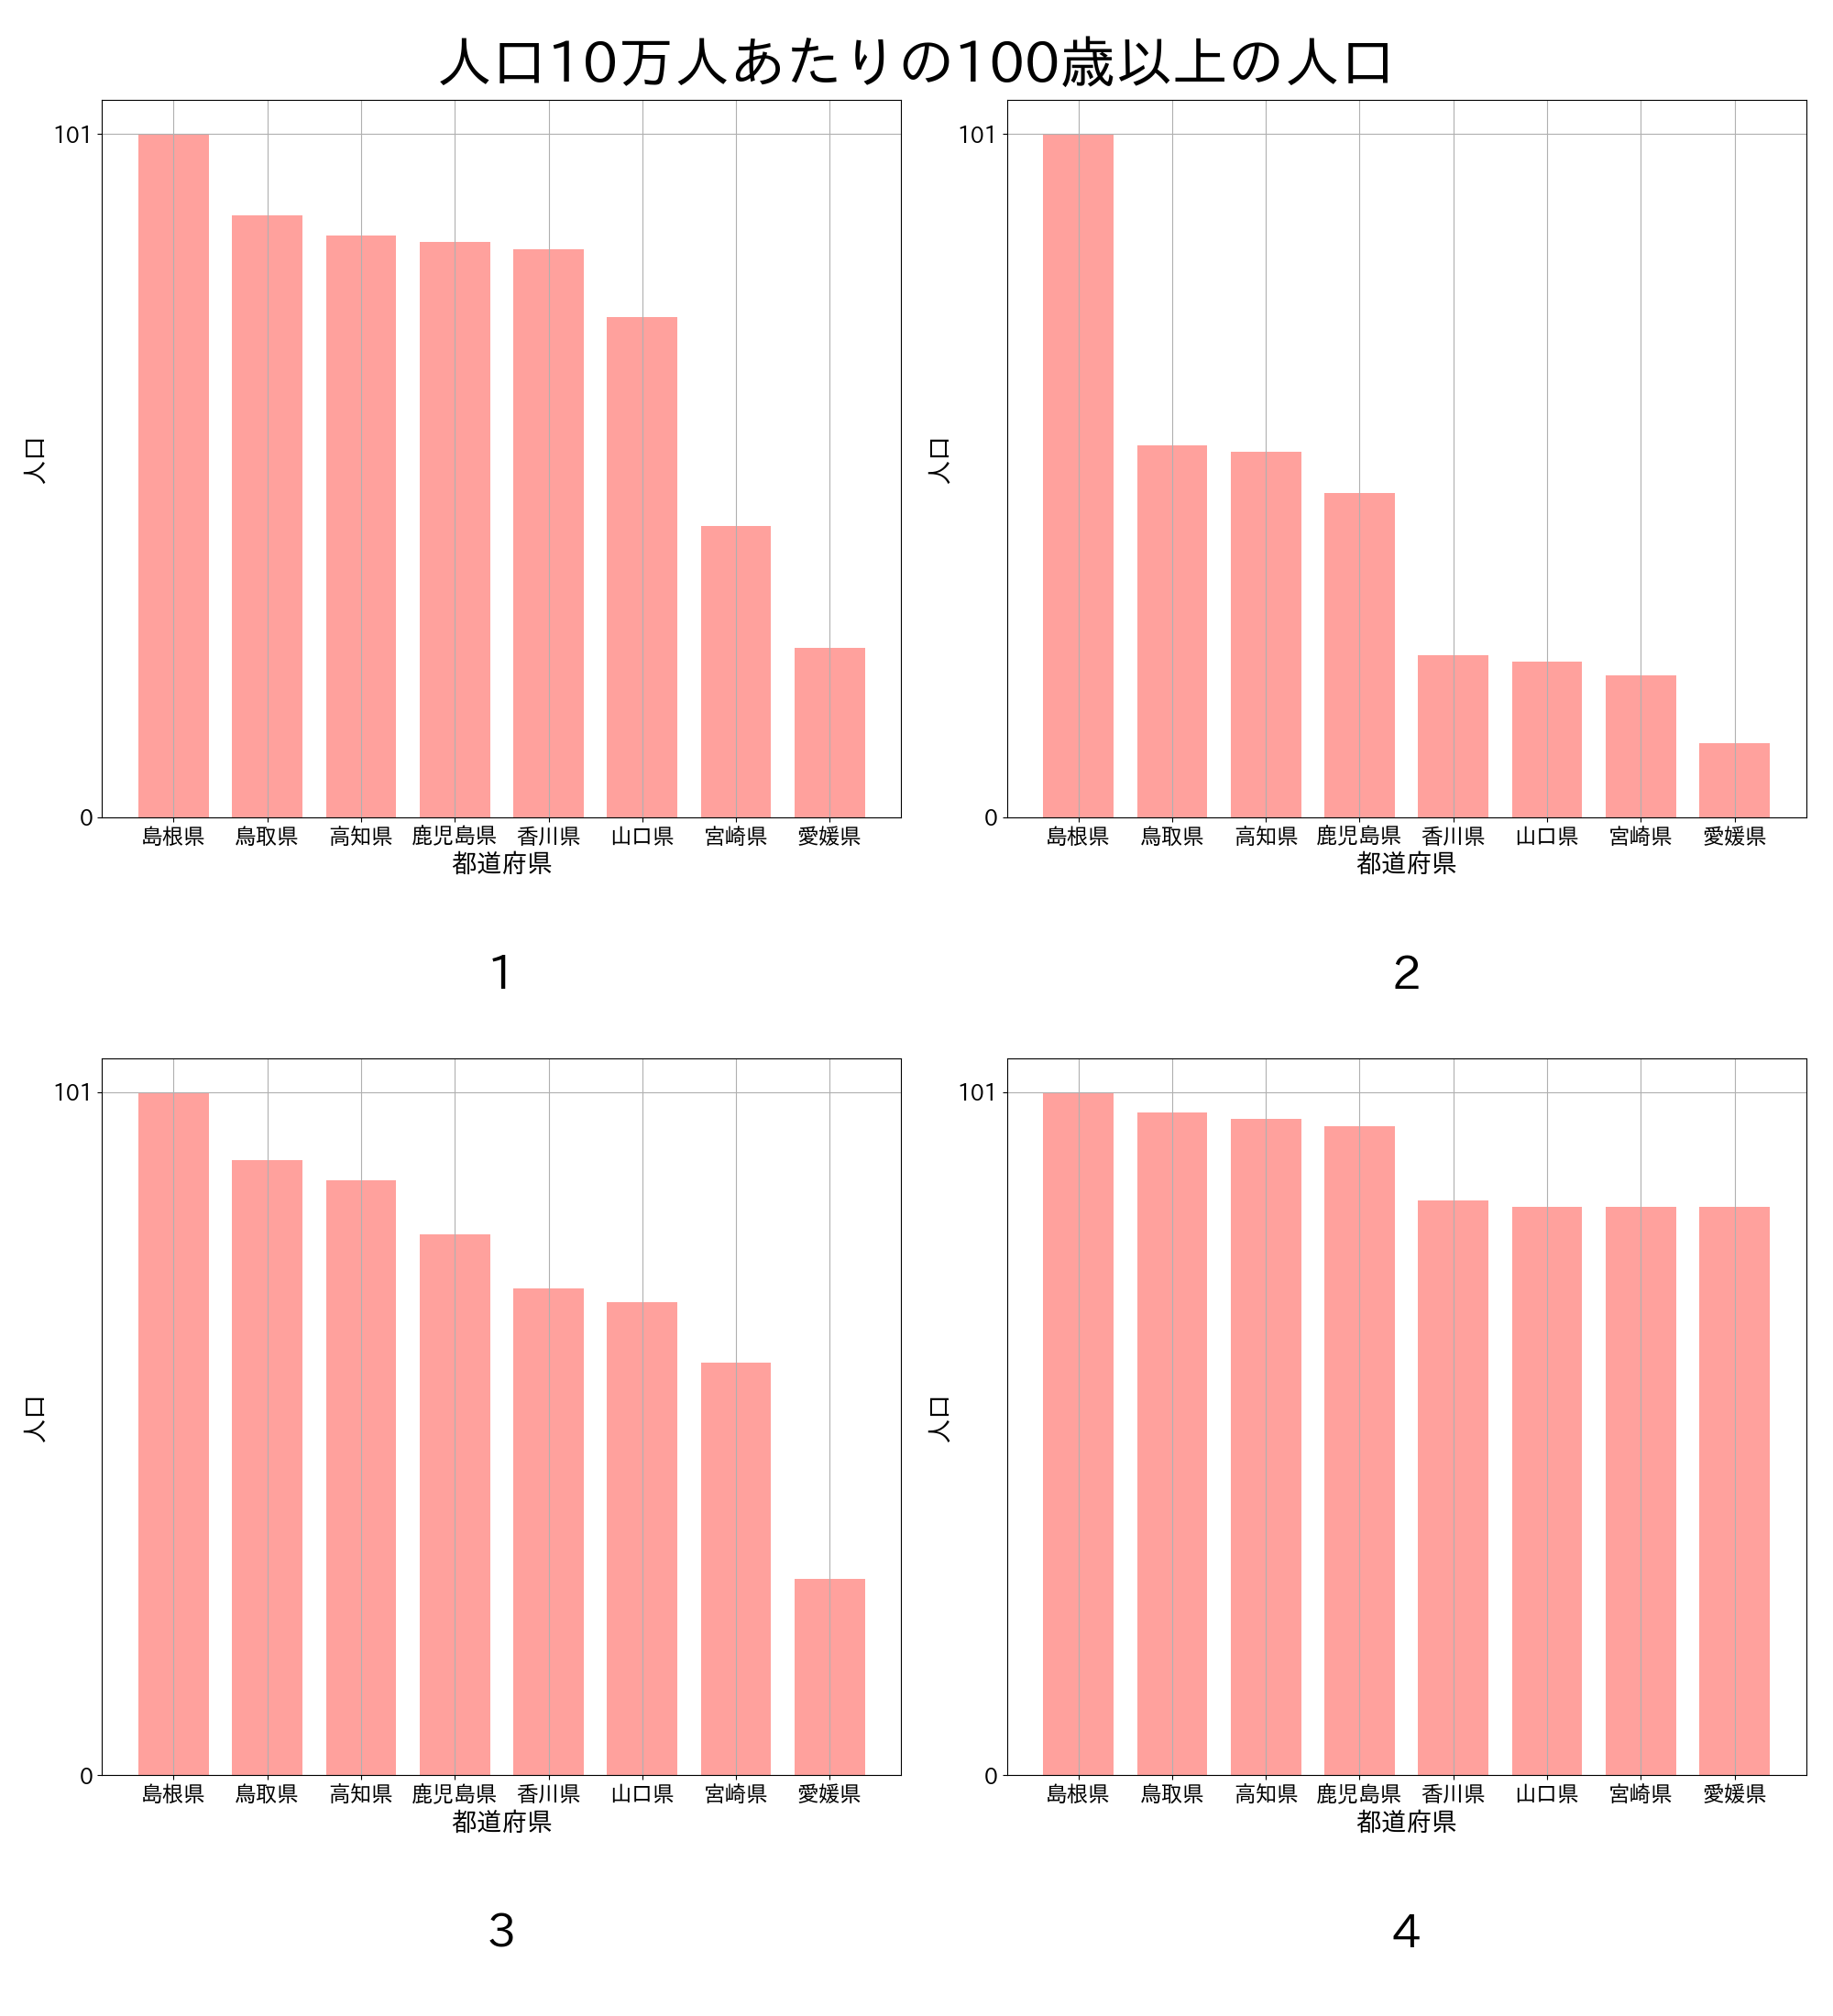 人口10万人あたりの100歳以上の人口
101
0
人口
島根県 鳥取県 高知県 鹿児島県 香川県 山口県 宮崎県 愛媛県
都道府県
1
101
0
人口
島根県 鳥取県 高知県 鹿児島県 香川県 山口県 宮崎県 愛媛県
都道府県
2
101
0
人口
島根県 鳥取県 高知県 鹿児島県 香川県 山口県 宮崎県 愛媛県
都道府県
3
101
0
人口
島根県 鳥取県 高知県 鹿児島県 香川県 山口県 宮崎県 愛媛県
都道府県
4